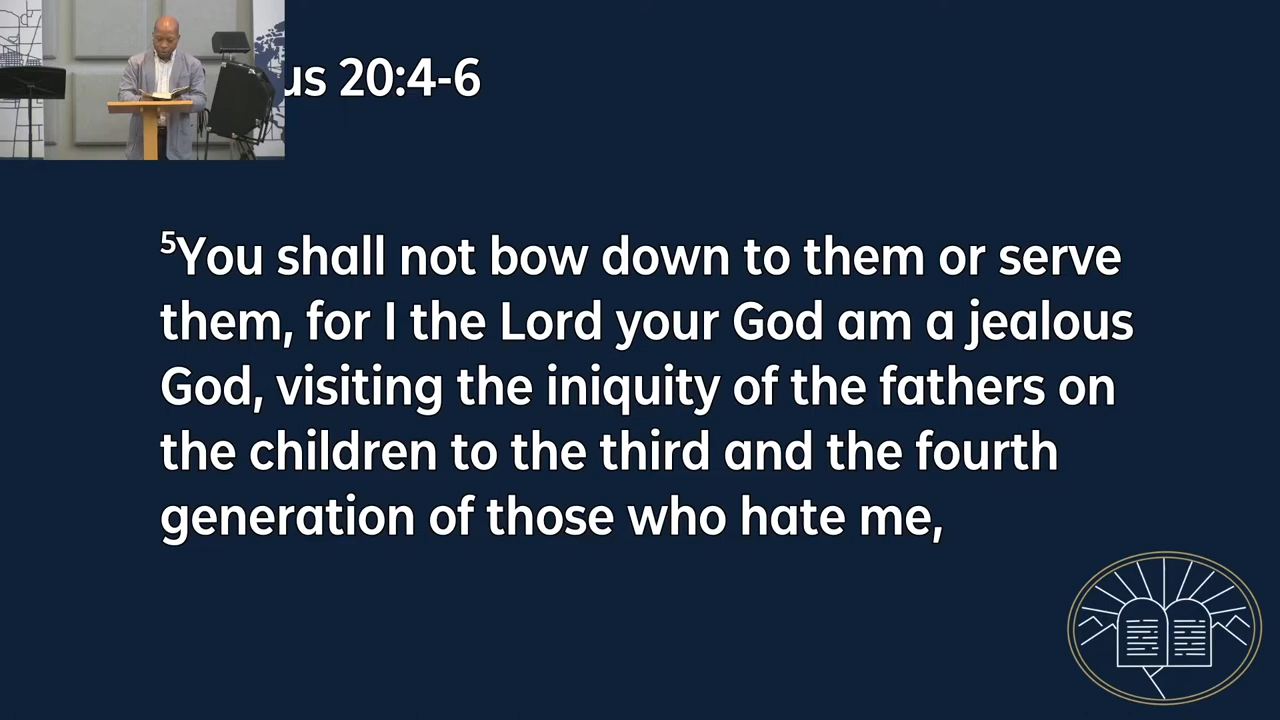 us 20:4-6
⁵You shall not bow down to them or serve
them, for I the Lord your God am a jealous
God, visiting the iniquity of the fathers on
the children to the third and the fourth
generation of those who hate me,